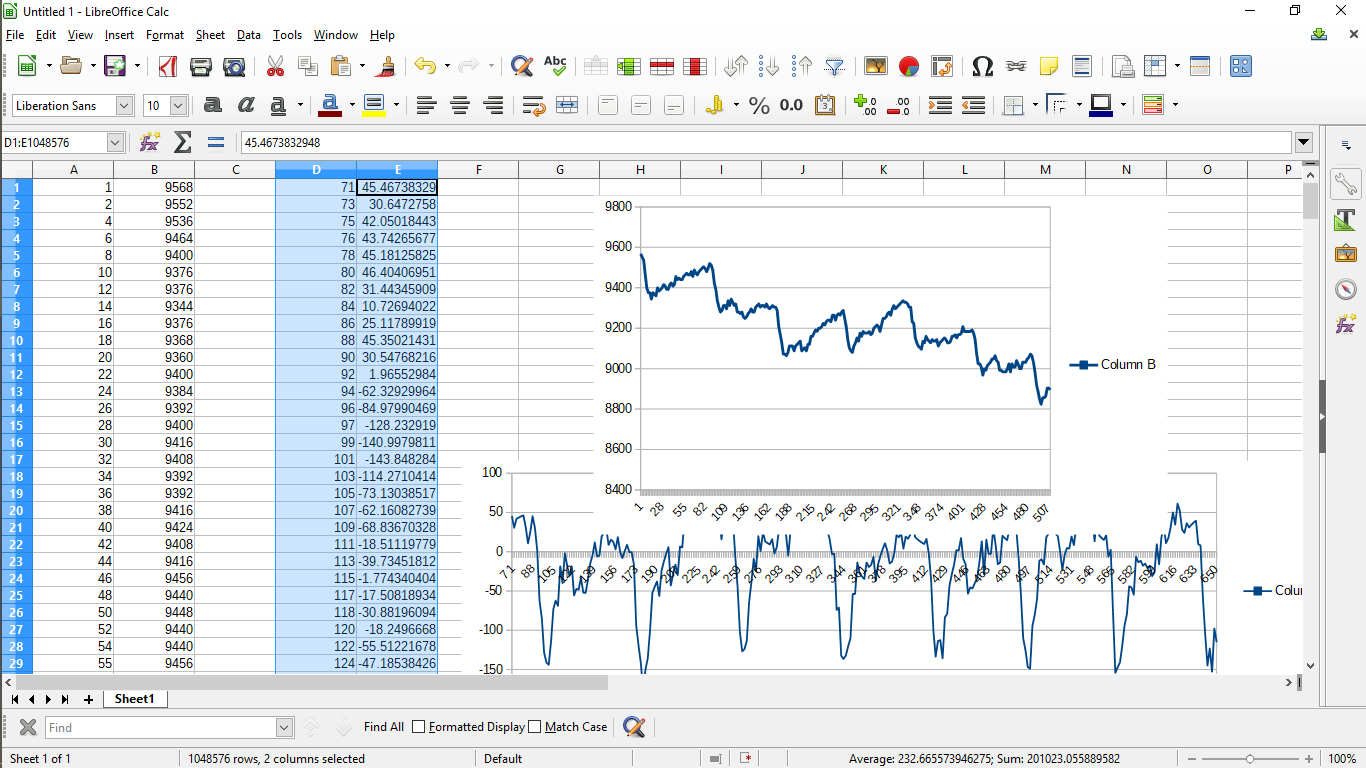 Untitled 1 - LibreOffice Calc
File Edit View Insert Format Sheet Data Tools Window Help
Abc
Liberation Sans 10 a a a a % 0.0 .00 .00
D1:E1048576 fx Σ = 45.4673832948
A B C D E F G H I J K L M N O P
1 1 9568 71 45.46738329
2 2 9552 73 30.6472758
3 4 9536 75 42.05018443
4 6 9464 76 43.74265677
5 8 9400 78 45.18125825
6 10 9376 80 46.40406951
7 12 9376 82 31.44345909
8 14 9344 84 10.72694022
9 16 9376 86 25.11789919
10 18 9368 88 45.35021431
11 20 9360 90 30.54768216
12 22 9400 92 1.96552984
13 24 9384 94 -62.32929964
14 26 9392 96 -84.97990469
15 28 9400 97 -128.232919
16 30 9416 99 -140.9979811
17 32 9408 101 -143.848284
18 34 9392 103 -114.2710414
19 36 9392 105 -73.13038517
20 38 9416 107 -62.16082739
21 40 9424 109 -68.83670328
22 42 9408 111 -18.51119779
23 44 9416 113 -39.73451812
24 46 9456 115 -1.774340404
25 48 9440 117 -17.50818934
26 50 9448 118 -30.88196094
27 52 9440 120 -18.2496668
28 54 9440 122 -55.51221678
29 55 9456 124 -47.18538426
9800
9600
9400
9200
9000
8800
8600
8400
1 28 55 82 109 136 162 188 215 242 268 295 321 348 374 401 428 454 480 507
Column B
100
50
0
-50
-100
-150
71 88 105 139 156 173 190 207 225 242 259 276 293 310 327 344 361 378 395 412 429 446 463 480 497 514 531 548 565 582 599 616 633 650
Colu
Sheet1
Find Find All Formatted Display Match Case
Sheet 1 of 1 1048576 rows, 2 columns selected Default Average: 232.665573946275; Sum: 201023.055889582 100%